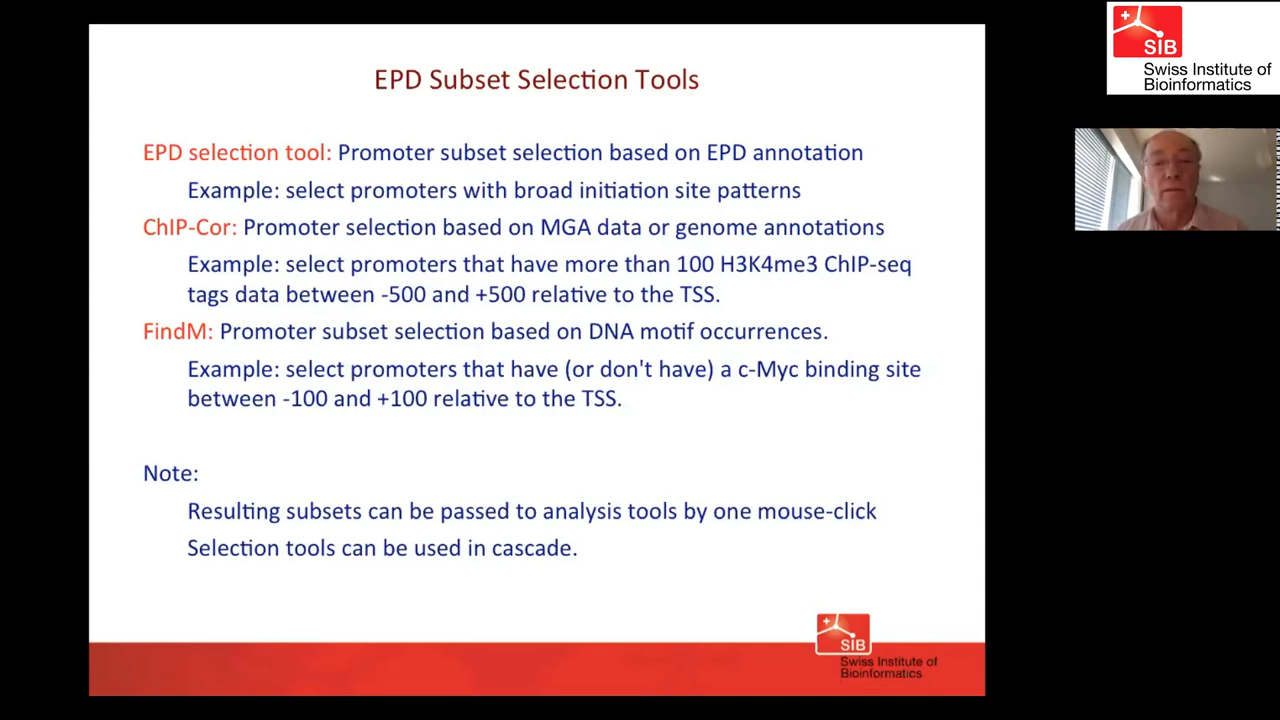 EPD Subset Selection Tools
EPD selection tool: Promoter subset selection based on EPD annotation
Example: select promoters with broad initiation site patterns
ChIP-Cor: Promoter selection based on MGA data or genome annotations
Example: select promoters that have more than 100 H3K4me3 ChIP-seq
tags data between -500 and +500 relative to the TSS.
FindM: Promoter subset selection based on DNA motif occurrences.
Example: select promoters that have (or don't have) a c-Myc binding site
between -100 and +100 relative to the TSS.
Note:
Resulting subsets can be passed to analysis tools by one mouse-click
Selection tools can be used in cascade.
SIB
Swiss Institute of
Bioinformatics
SIB
Swiss Institute of
Bioinformatics